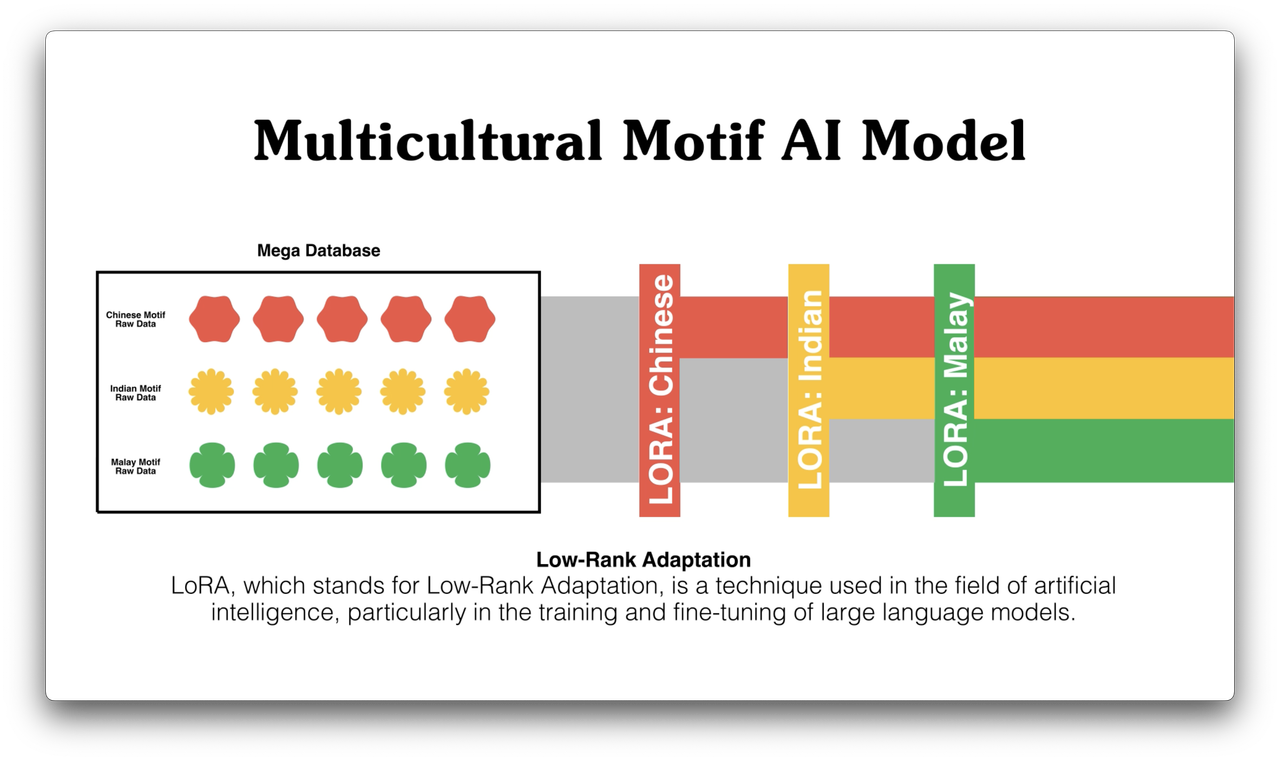 Multicultural Motif AI Model
Mega Database
Chinese Motif
Raw Data
Indian Motif
Raw Data
Malay Motif
Raw Data
LORA: Chinese
LORA: Indian
LORA: Malay
Low-Rank Adaptation
LoRA, which stands for Low-Rank Adaptation, is a technique used in the field of artificial
intelligence, particularly in the training and fine-tuning of large language models.